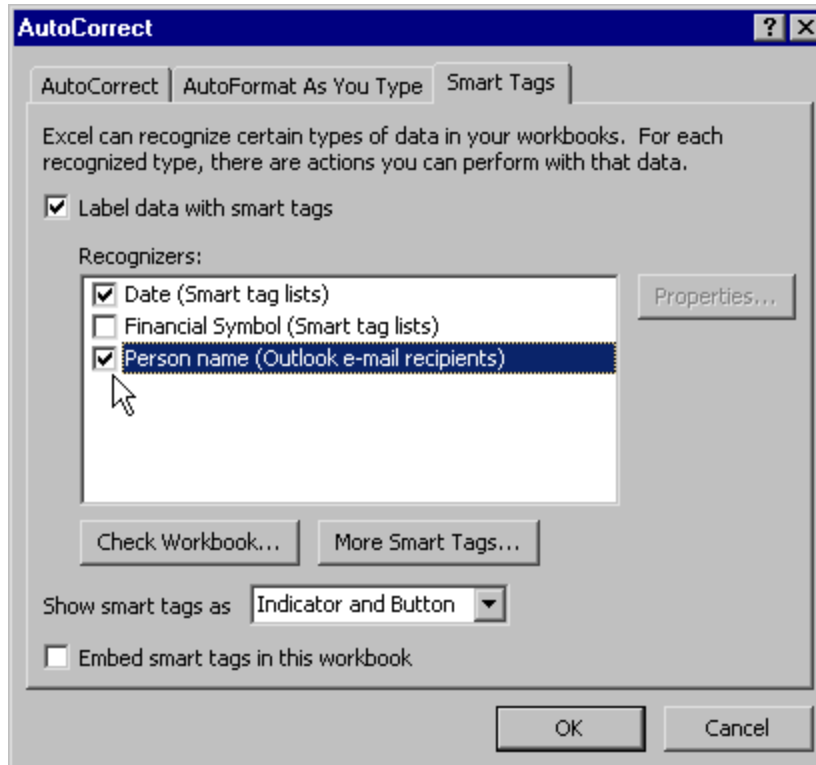 AutoCorrect
AutoCorrect AutoFormat As You Type Smart Tags
Excel can recognize certain types of data in your workbooks. For each
recognized type, there are actions you can perform with that data.
Label data with smart tags
Recognizers:
Date (Smart tag lists)
Properties...
Financial Symbol (Smart tag lists)
Person name (Outlook e-mail recipients)
Check Workbook... More Smart Tags...
Show smart tags as Indicator and Button
Embed smart tags in this workbook
OK Cancel